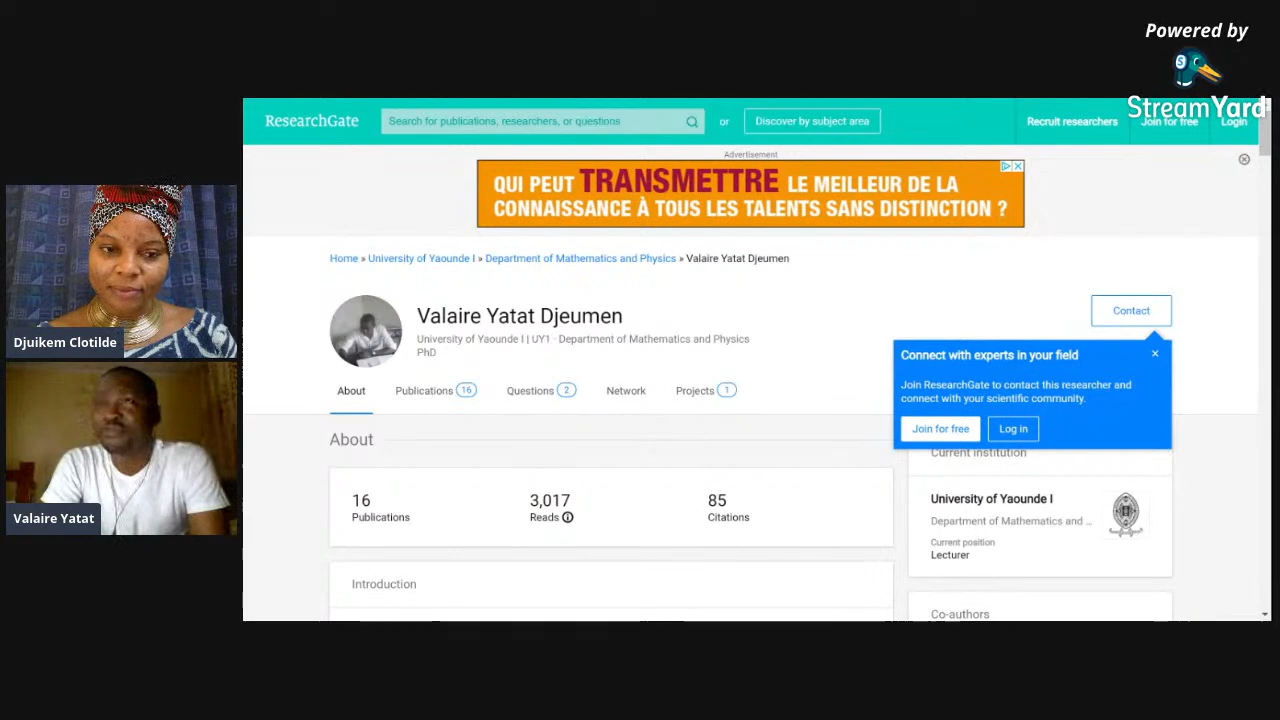 Powered by
StreamYard
ResearchGate
Search for publications, researchers, or questions
or
Discover by subject area
Recruit researchers
Join for free
Login
Advertisement
QUI PEUT TRANSMETTRE LE MEILLEUR DE LA
CONNAISSANCE À TOUS LES TALENTS SANS DISTINCTION ?
Home » University of Yaounde I » Department of Mathematics and Physics » Valaire Yatat Djeumen
Valaire Yatat Djeumen
University of Yaounde I | UY1 · Department of Mathematics and Physics
PhD
Contact
Connect with experts in your field
Join ResearchGate to contact this researcher and
connect with your scientific community.
Join for free
Log in
About
Publications 16
Questions 2
Network
Projects 1
About
16
Publications
3,017
Reads
85
Citations
Introduction
Current institution
University of Yaounde I
Department of Mathematics and ...
Current position
Lecturer
Co-authors
Djuikem Clotilde
Valaire Yatat